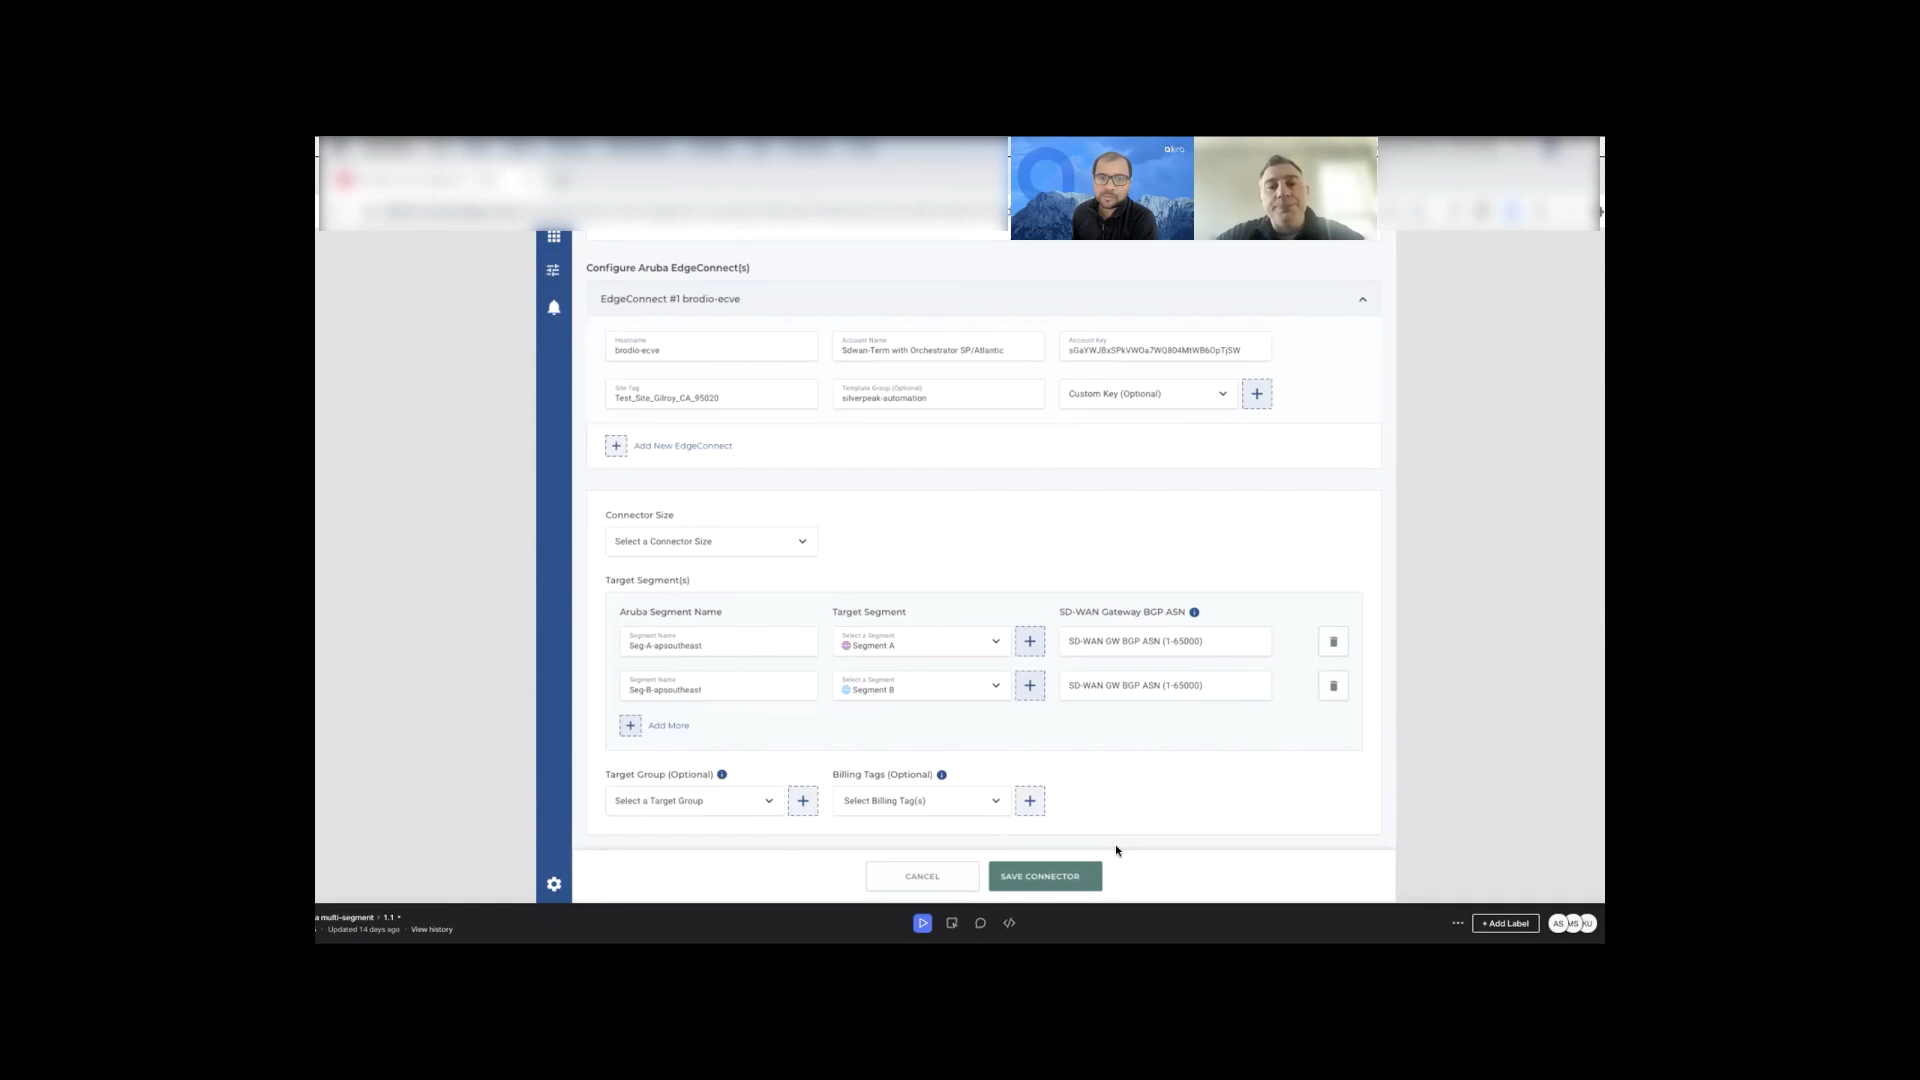 alkira
Configure Aruba EdgeConnect(s)
EdgeConnect #1 brodio-ecve
Hostname
brodio-ecve
Account Name
Sdwan-Term with Orchestrator SP/Atlantic
Account Key
sGaYWJBxSPkVWOa7WQ804MtWB6OpTjSW
Site Tag
Test_Site_Gilroy_CA_95020
Template Group (Optional)
silverpeak-automation
Custom Key (Optional)
+
+ Add New EdgeConnect
Connector Size
Select a Connector Size
Target Segment(s)
Aruba Segment Name
Target Segment
SD-WAN Gateway BGP ASN
Segment Name
Seg-A-apsoutheast
Select a Segment
Segment A
+
SD-WAN GW BGP ASN (1-65000)
Segment Name
Seg-B-apsoutheast
Select a Segment
Segment B
+
SD-WAN GW BGP ASN (1-65000)
+ Add More
Target Group (Optional)
Billing Tags (Optional)
Select a Target Group
+
Select Billing Tag(s)
+
CANCEL
SAVE CONNECTOR
a multi-segment › 1.1
Updated 14 days ago · View history
+ Add Label
AS
MS
KU